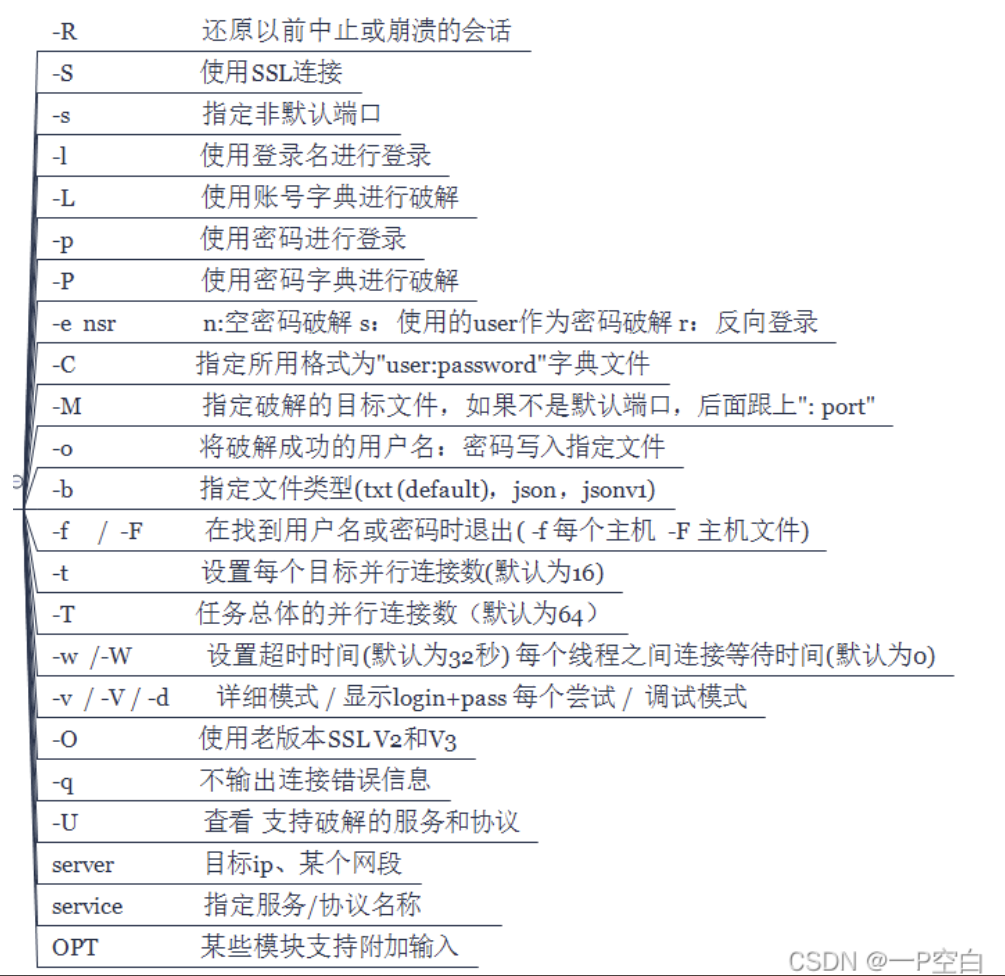 -R 还原以前中止或崩溃的会话
-S 使用SSL连接
-s 指定非默认端口
-l 使用登录名进行登录
-L 使用账号字典进行破解
-p 使用密码进行登录
-P 使用密码字典进行破解
-e nsr n:空密码破解 s：使用的user作为密码破解 r：反向登录
-C 指定所用格式为"user:password"字典文件
-M 指定破解的目标文件，如果不是默认端口，后面跟上": port"
-o 将破解成功的用户名：密码写入指定文件
-b 指定文件类型(txt (default)，json，jsonv1)
-f / -F 在找到用户名或密码时退出( -f 每个主机 -F 主机文件)
-t 设置每个目标并行连接数(默认为16)
-T 任务总体的并行连接数（默认为64）
-w /-W 设置超时时间(默认为32秒) 每个线程之间连接等待时间(默认为0)
-v / -V / -d 详细模式 / 显示login+pass 每个尝试 / 调试模式
-O 使用老版本SSL V2和V3
-q 不输出连接错误信息
-U 查看 支持破解的服务和协议
server 目标ip、某个网段
service 指定服务/协议名称
OPT 某些模块支持附加输入
CSDN @一P空白